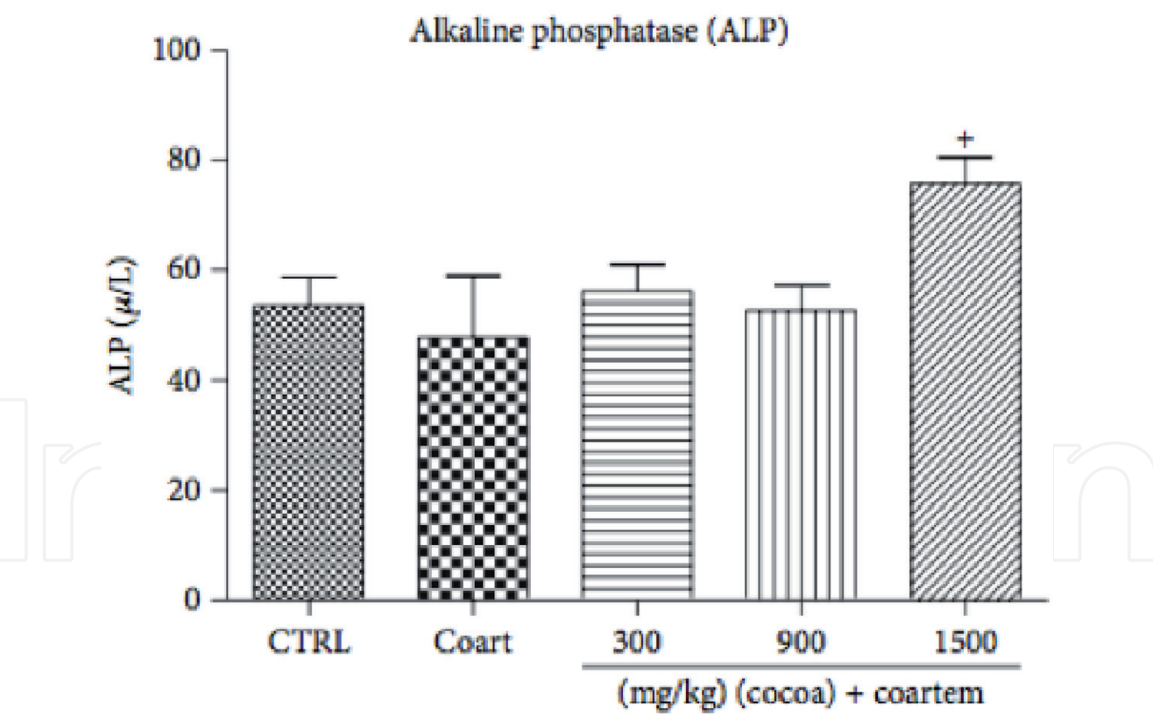 Alkaline phosphatase (ALP)
100
80
60
40
20
0
ALP (μ/L)
+
CTRL Coart 300 900 1500
(mg/kg) (cocoa) + coartem